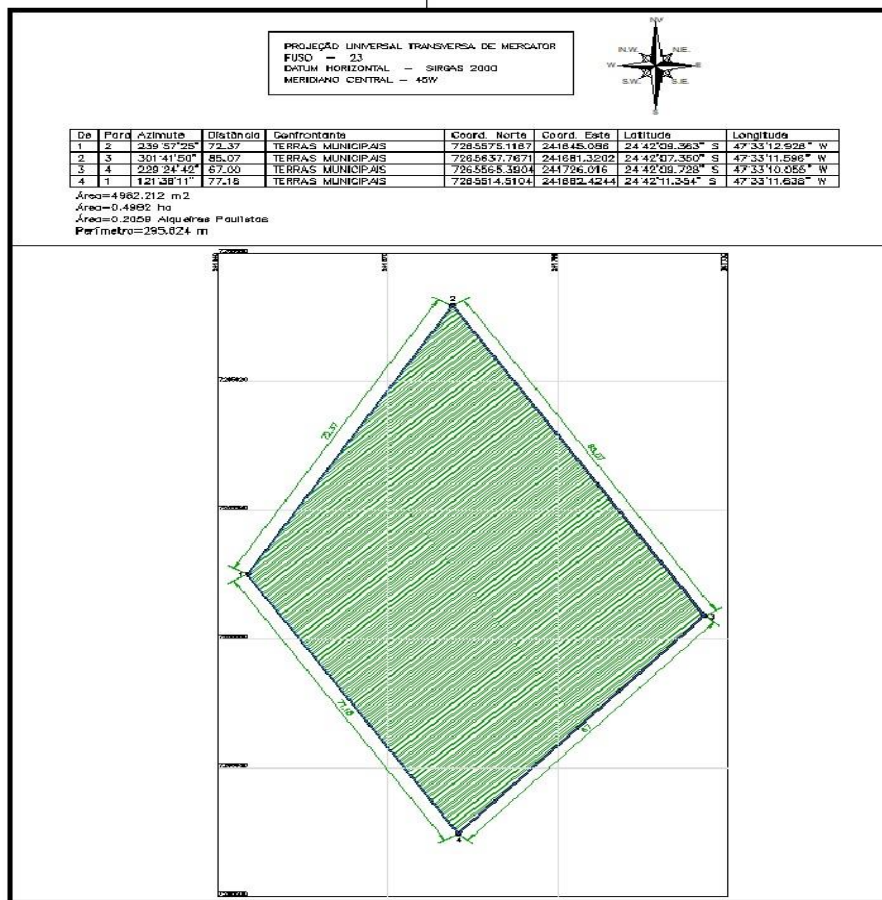 PROJEÇÃO UNIVERSAL TRANSVERSA DE MERCATOR
FUSO - 23
DATUM HORIZONTAL - SIRGAS 2000
MERIDIANO CENTRAL - 45W
N.W. N.E.
W E
S.W. S.E.
S
De Para Azimute Distância Confrontante Coord. Norte Coord. Este Latitude Longitude
1 2 239°57'25" 72.37 TERRAS MUNICIPAIS 7265575.1187 241645.086 24°42'09.363" S 47°33'12.928" W
2 3 301°41'50" 85.07 TERRAS MUNICIPAIS 7265637.7671 241681.3202 24°42'07.350" S 47°33'11.596" W
3 4 229°24'42" 67.00 TERRAS MUNICIPAIS 7265565.3904 241726.016 24°42'09.728" S 47°33'10.055" W
4 1 121°38'11" 77.18 TERRAS MUNICIPAIS 7265514.5104 241682.4244 24°42'11.354" S 47°33'11.638" W
Área=4982.212 m2
Área=0.4982 ha
Área=0.2059 Alqueires Paulistas
Perímetro=295.624 m
2
72.37
85.07
1
3
77.18
67
4